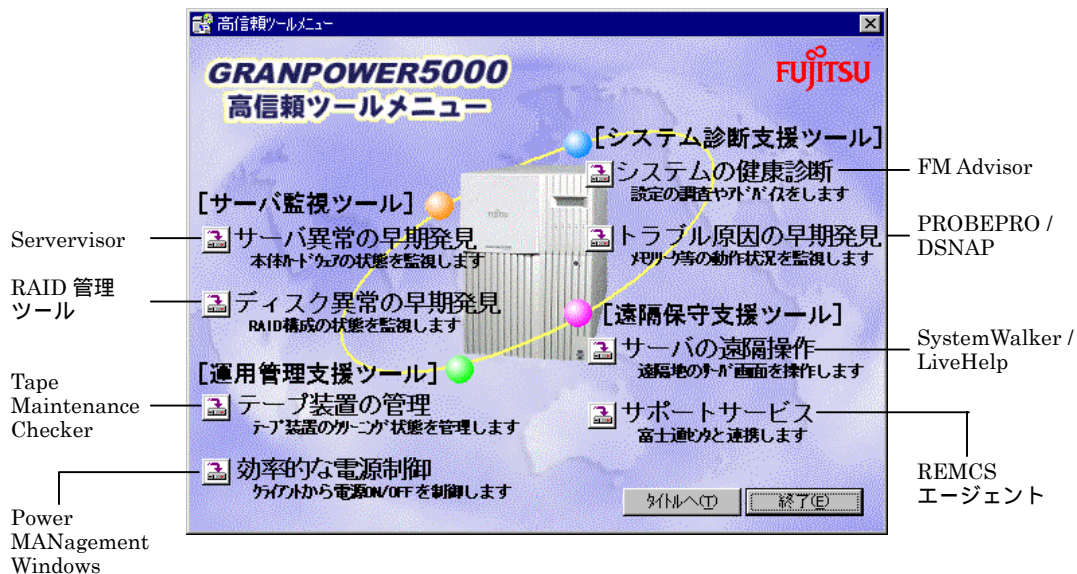 高信頼ツールメニュー
GRANPOWER5000
高信頼ツールメニュー
FUJITSU
[サーバ監視ツール]
サーバ異常の早期発見
本体ハードウェアの状態を監視します
ディスク異常の早期発見
RAID構成の状態を監視します
[運用管理支援ツール]
テープ装置の管理
テープ装置のクリーニング状態を管理します
効率的な電源制御
クライアントから電源ON/OFFを制御します
[システム診断支援ツール]
システムの健康診断
設定の調査やアドバイスをします
トラブル原因の早期発見
メモリリーク等の動作状況を監視します
[遠隔保守支援ツール]
サーバの遠隔操作
遠隔地のサーバ画面を操作します
サポートサービス
富士通センタと連携します
タイトルへ(T)
終了(E)
Servervisor
RAID 管理
ツール
Tape
Maintenance
Checker
Power
MANagement
Windows
FM Advisor
PROBEPRO /
DSNAP
SystemWalker /
LiveHelp
REMCS
エージェント